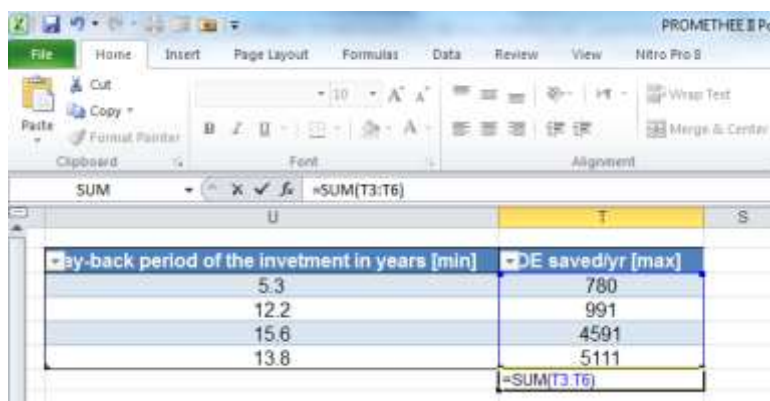 PROMETHEE II P
File Home Insert Page Layout Formulas Data Review View Nitro Pro 8
Cut
Copy
Format Painter
Paste
10
Wrap Text
Merge & Center
Clipboard Font Alignment
SUM =SUM(T3:T6)
U T S
ay-back period of the invetment in years [min] OE saved/yr [max]
5.3 780
12.2 991
15.6 4591
13.8 5111
=SUM(T3:T6)